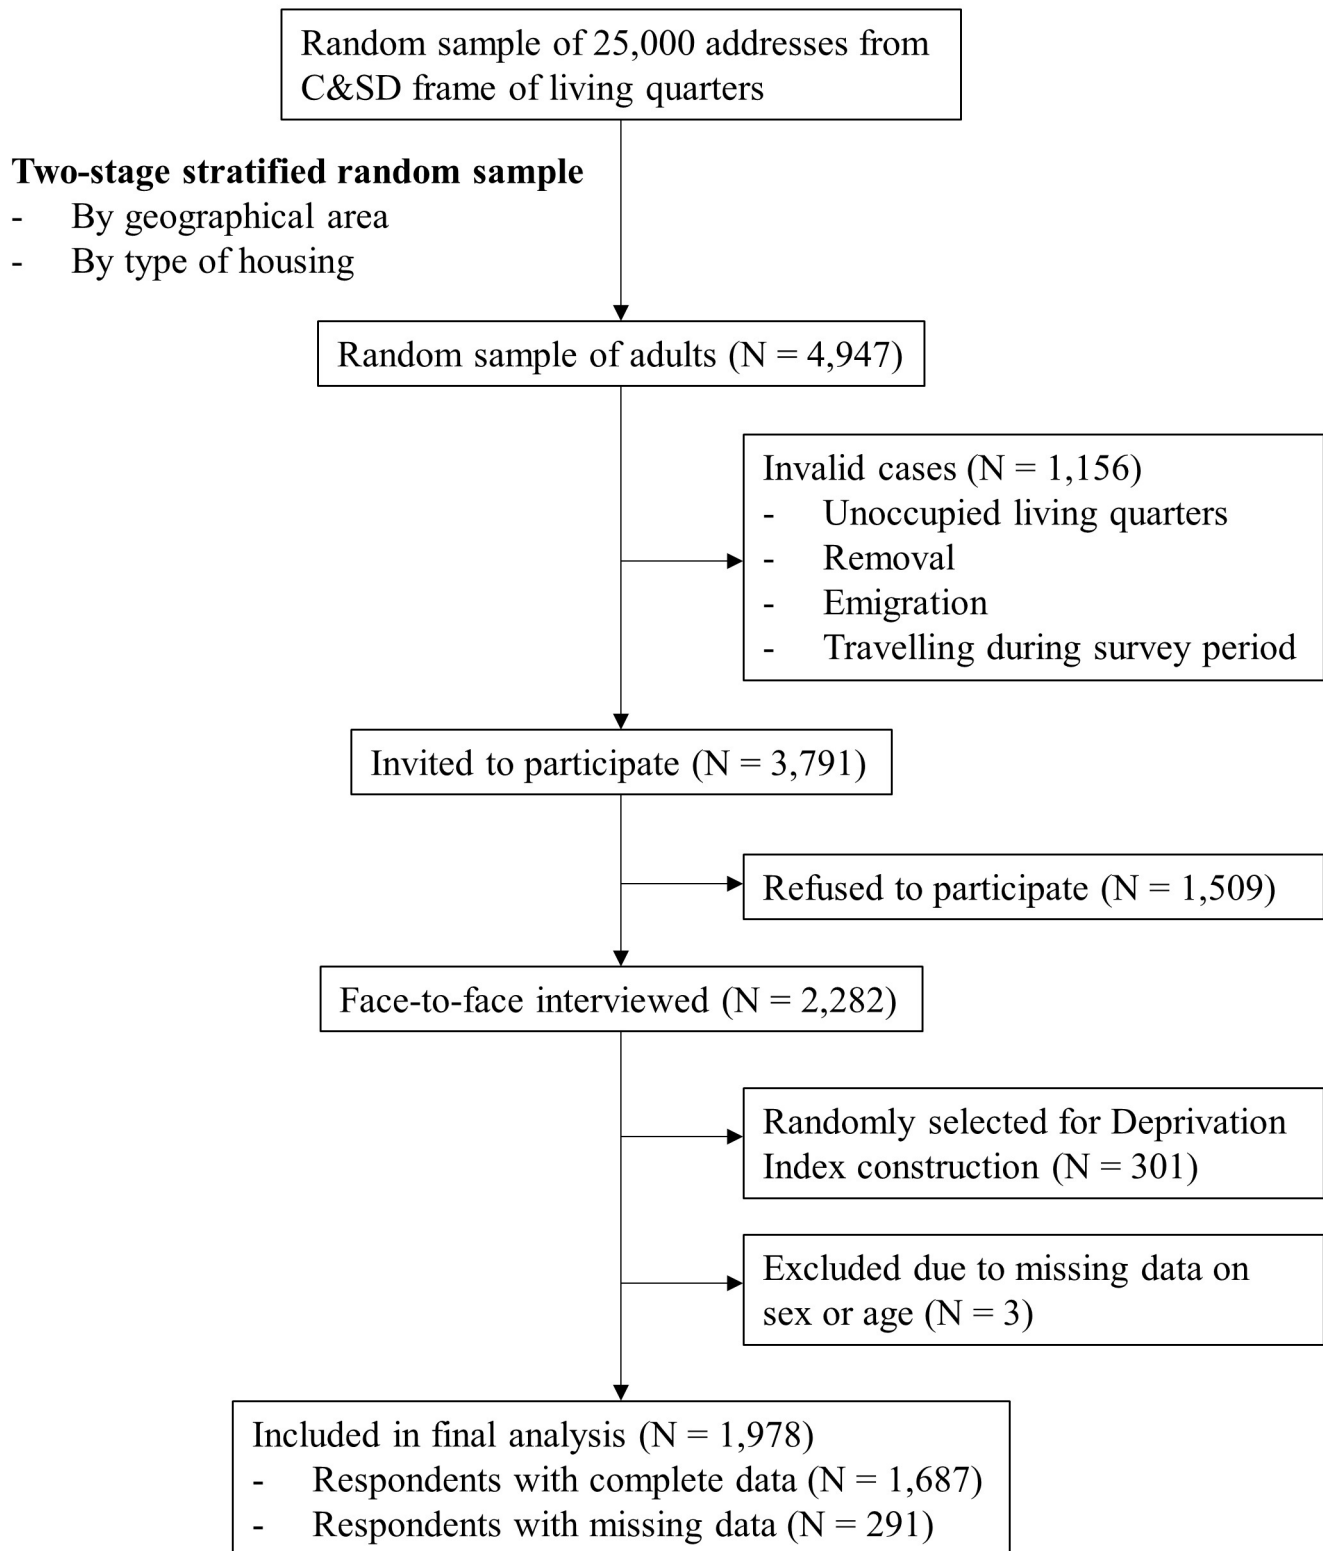 Random sample of 25,000 addresses from
C&SD frame of living quarters
Two-stage stratified random sample
- By geographical area
- By type of housing
Random sample of adults (N = 4,947)
Invalid cases (N = 1,156)
- Unoccupied living quarters
- Removal
- Emigration
- Travelling during survey period
Invited to participate (N = 3,791)
Refused to participate (N = 1,509)
Face-to-face interviewed (N = 2,282)
Randomly selected for Deprivation
Index construction (N = 301)
Excluded due to missing data on
sex or age (N = 3)
Included in final analysis (N = 1,978)
- Respondents with complete data (N = 1,687)
- Respondents with missing data (N = 291)